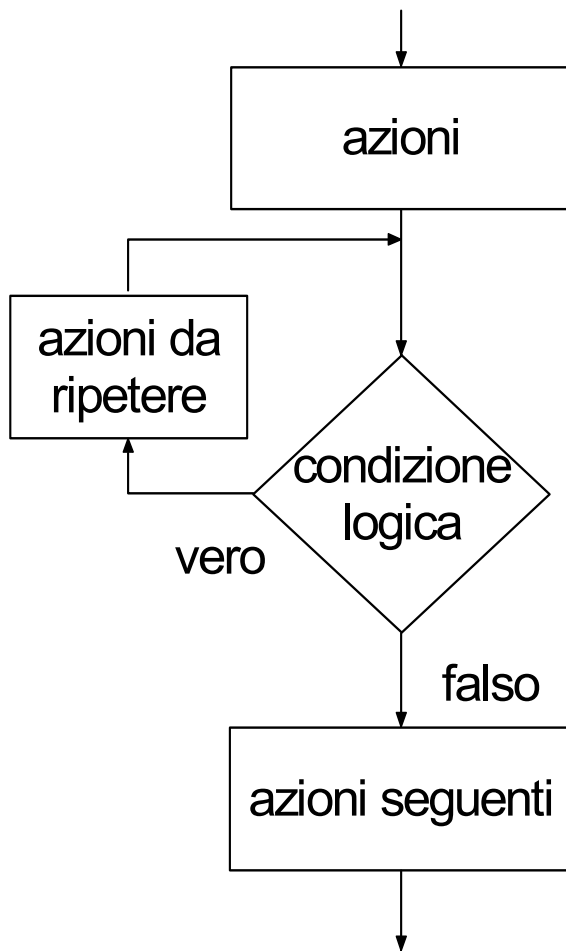 azioni
azioni da
ripetere
condizione
logica
vero
falso
azioni seguenti